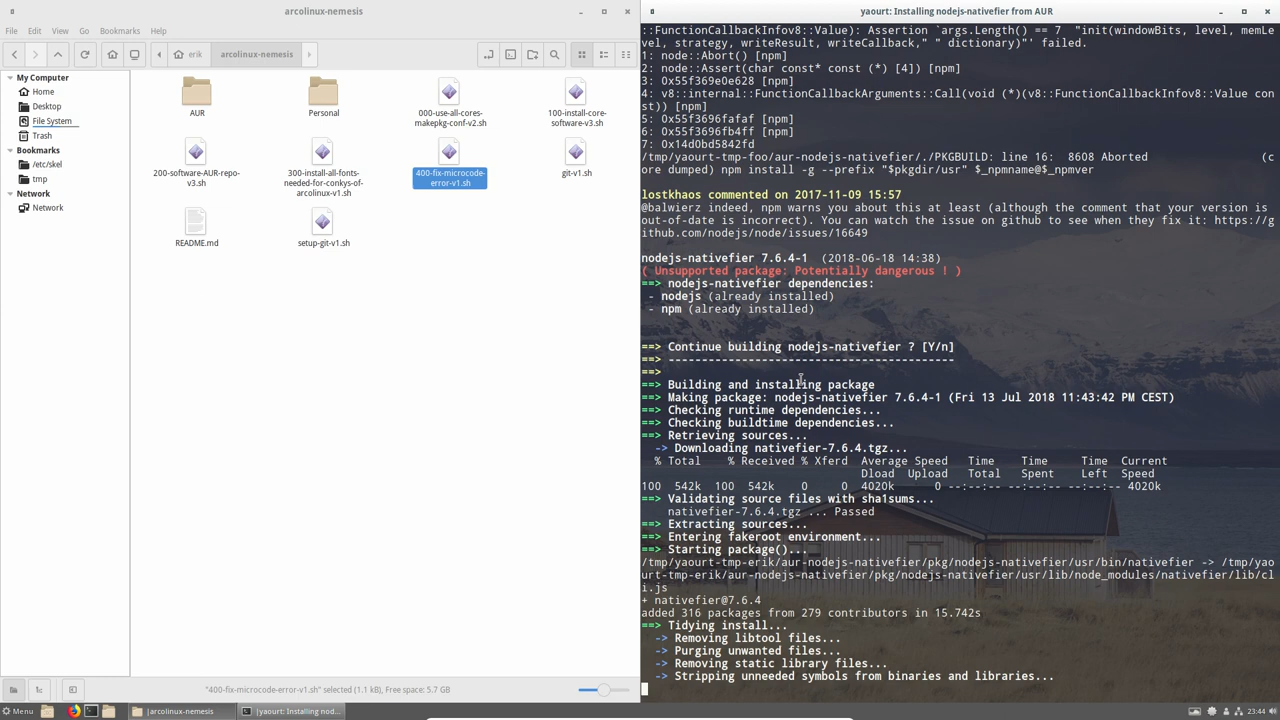 arcolinux-nemesis
File Edit View Go Bookmarks Help
erik
arcolinux-nemesis
My Computer
Home
Desktop
File System
Trash
Bookmarks
/etc/skel
tmp
Network
Network
AUR
Personal
000-use-all-cores-
makepkg-conf-v2.sh
100-install-core-
software-v3.sh
200-software-AUR-repo-
v3.sh
300-install-all-fonts-
needed-for-conkys-of-
arcolinux-v1.sh
400-fix-microcode-
error-v1.sh
git-v1.sh
README.md
setup-git-v1.sh
"400-fix-microcode-error-v1.sh" selected (1.1 kB), Free space: 5.7 GB
yaourt: Installing nodejs-nativefier from AUR
::FunctionCallbackInfov8::Value): Assertion `args.Length() == 7  "init(windowBits, level, memLe
vel, strategy, writeResult, writeCallback," " dictionary)"' failed.
1: node::Abort() [npm]
2: node::Assert(char const* const (*) [4]) [npm]
3: 0x55f369e0e628 [npm]
4: v8::internal::FunctionCallbackArguments::Call(void (*)(v8::FunctionCallbackInfov8::Value con
st)) [npm]
5: 0x55f3696fafaf [npm]
6: 0x55f3696fb4ff [npm]
7: 0x14d0bd5842fd
/tmp/yaourt-tmp-foo/aur-nodejs-nativefier/./PKGBUILD: line 16:  8608 Aborted                 (c
ore dumped) npm install -g --prefix "$pkgdir/usr" $_npmname@$_npmver
lostkhaos commented on 2017-11-09 15:57
@balwierz indeed, npm warns you about this at least (although the comment that your version is
out-of-date is incorrect). You can watch the issue on github to see when they fix it: https://g
ithub.com/nodejs/node/issues/16649
nodejs-nativefier 7.6.4-1  (2018-06-18 14:38)
( Unsupported package: Potentially dangerous ! )
==> nodejs-nativefier dependencies:
 - nodejs (already installed)
 - npm (already installed)
==> Continue building nodejs-nativefier ? [Y/n]
==> -------------------------------------------
==>
==> Building and installing package
==> Making package: nodejs-nativefier 7.6.4-1 (Fri 13 Jul 2018 11:43:42 PM CEST)
==> Checking runtime dependencies...
==> Checking buildtime dependencies...
==> Retrieving sources...
  -> Downloading nativefier-7.6.4.tgz...
  % Total    % Received % Xferd  Average Speed   Time    Time     Time  Current
                                 Dload  Upload   Total   Spent    Left  Speed
100  542k  100  542k    0     0  4020k      0 --:--:-- --:--:-- --:--:-- 4020k
==> Validating source files with sha1sums...
    nativefier-7.6.4.tgz ... Passed
==> Extracting sources...
==> Entering fakeroot environment...
==> Starting package()...
/tmp/yaourt-tmp-erik/aur-nodejs-nativefier/pkg/nodejs-nativefier/usr/bin/nativefier -> /tmp/yao
urt-tmp-erik/aur-nodejs-nativefier/pkg/nodejs-nativefier/usr/lib/node_modules/nativefier/lib/cl
i.js
+ nativefier@7.6.4
added 316 packages from 279 contributors in 15.742s
==> Tidying install...
  -> Removing libtool files...
  -> Purging unwanted files...
  -> Removing static library files...
  -> Stripping unneeded symbols from binaries and libraries...
Menu
[arcolinux-nemesis
[yaourt: Installing nod...
23:44